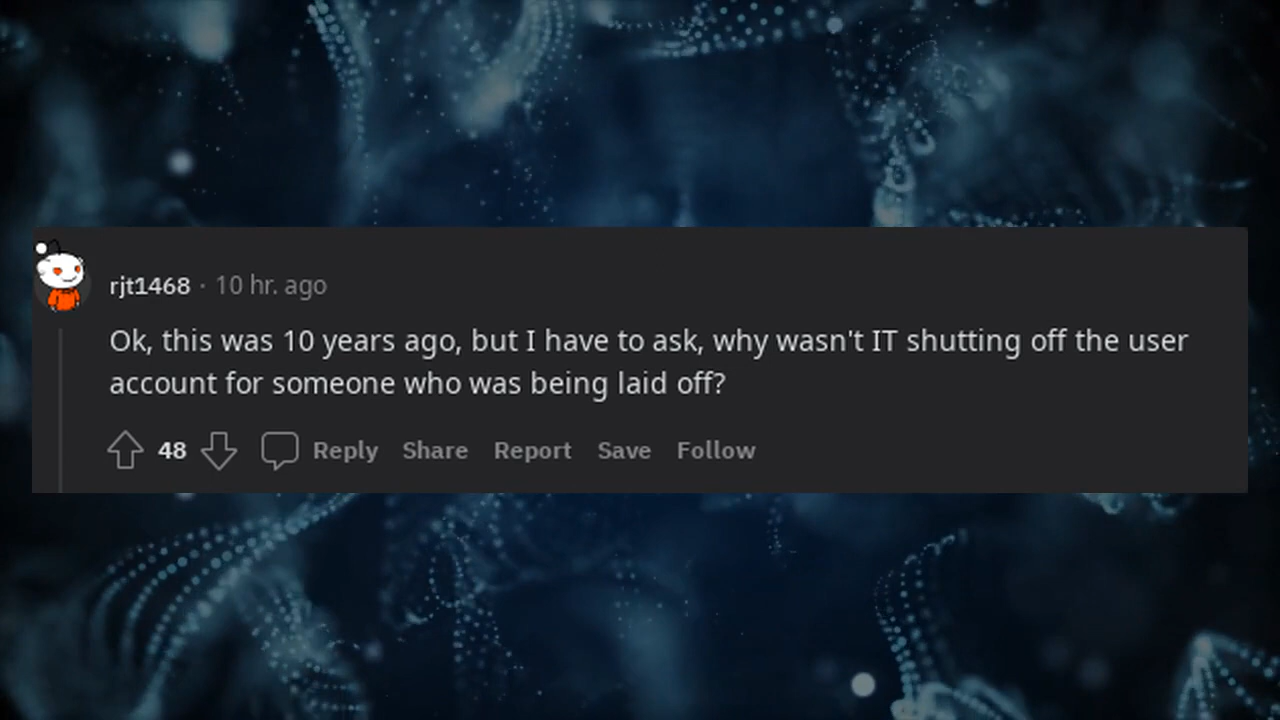 rjt1468 · 10 hr. ago
Ok, this was 10 years ago, but I have to ask, why wasn't IT shutting off the user
account for someone who was being laid off?
48 Reply Share Report Save Follow